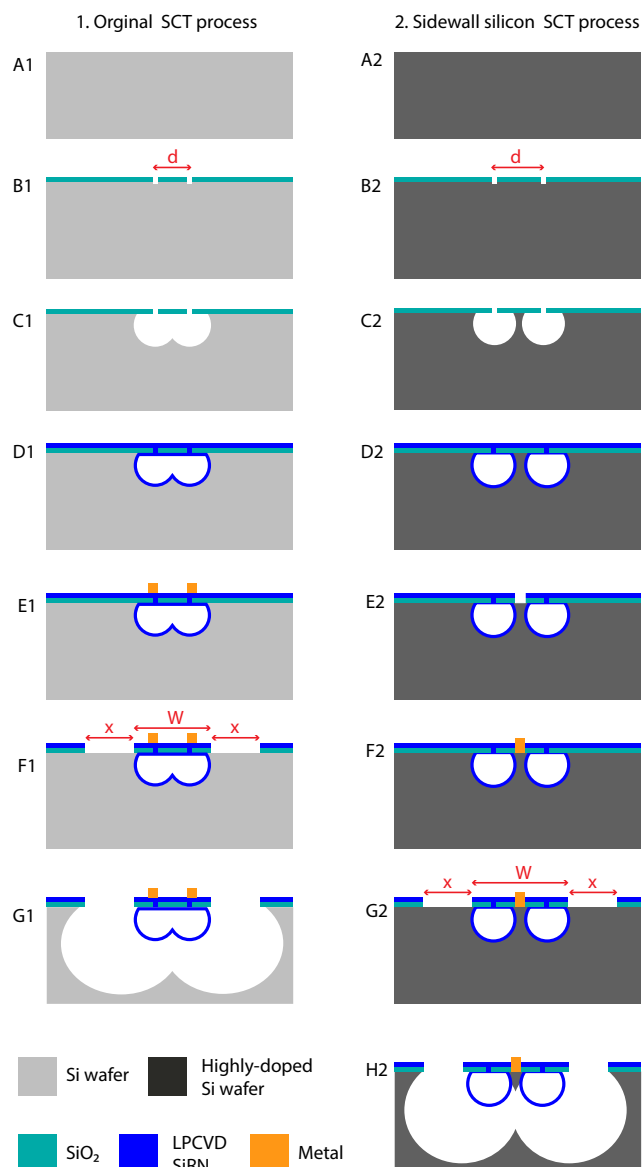 1. Orginal SCT process
2. Sidewall silicon SCT process
A1
A2
d
d
B1
B2
C1
C2
D1
D2
E1
E2
x
W
x
F1
F2
x
W
x
G1
G2
H2
Si wafer
Highly-doped
Si wafer
SiO₂
LPCVD
SiRN
Metal